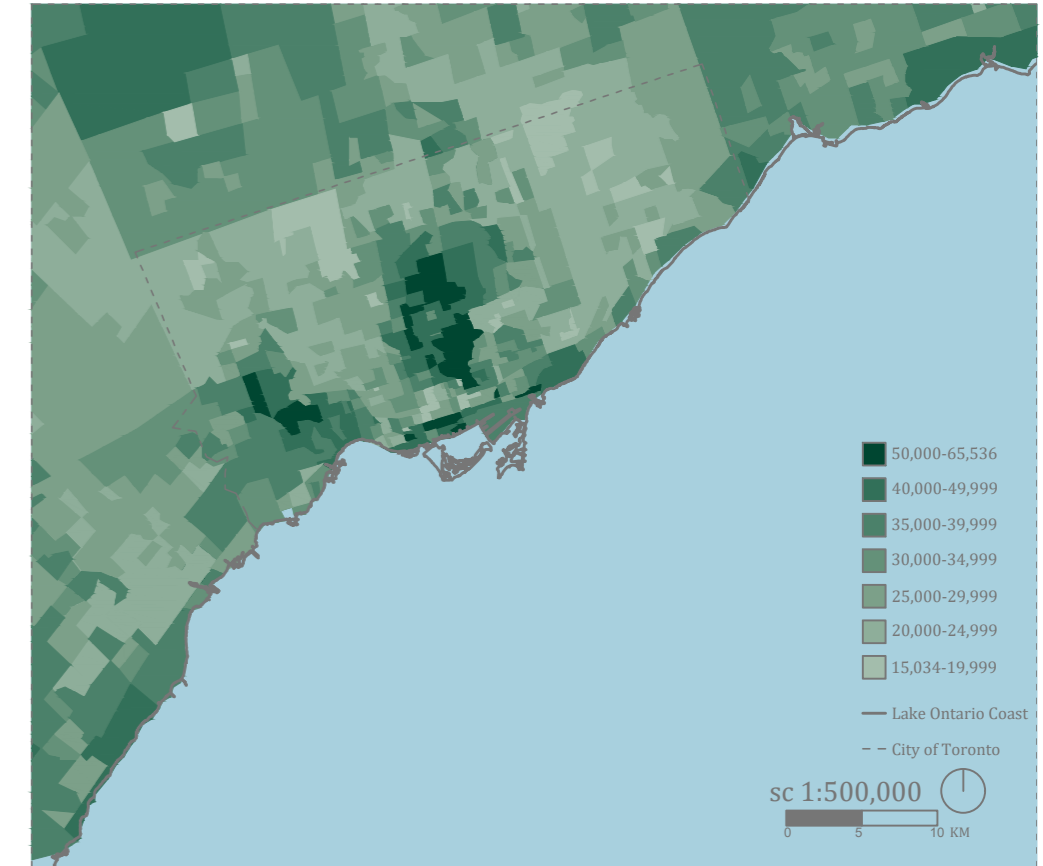 50,000-65,536
40,000-49,999
35,000-39,999
30,000-34,999
25,000-29,999
20,000-24,999
15,034-19,999
Lake Ontario Coast
City of Toronto
sc 1:500,000
0 5 10 KM